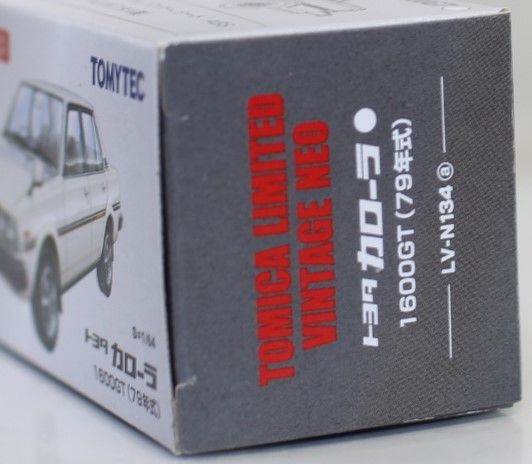 TOMYTEC
S=1/64
トヨタ カローラ
1600GT(79年式)
TOMICA LIMITED
VINTAGE NEO
トヨタ カローラ
1600GT(79年式)
LV-N134 ⓐ